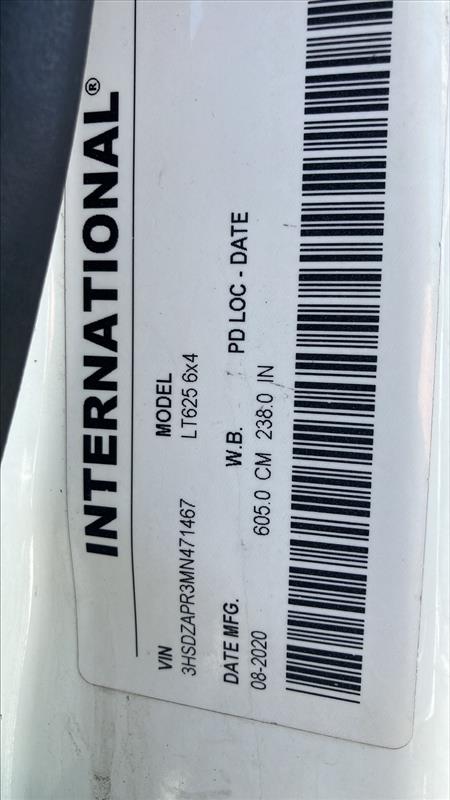 INTERNATIONAL®
VIN MODEL
3HSDZAPR3MN471467 LT625 6x4
DATE MFG. W.B. PD LOC - DATE
08-2020 605.0 CM 238.0 IN